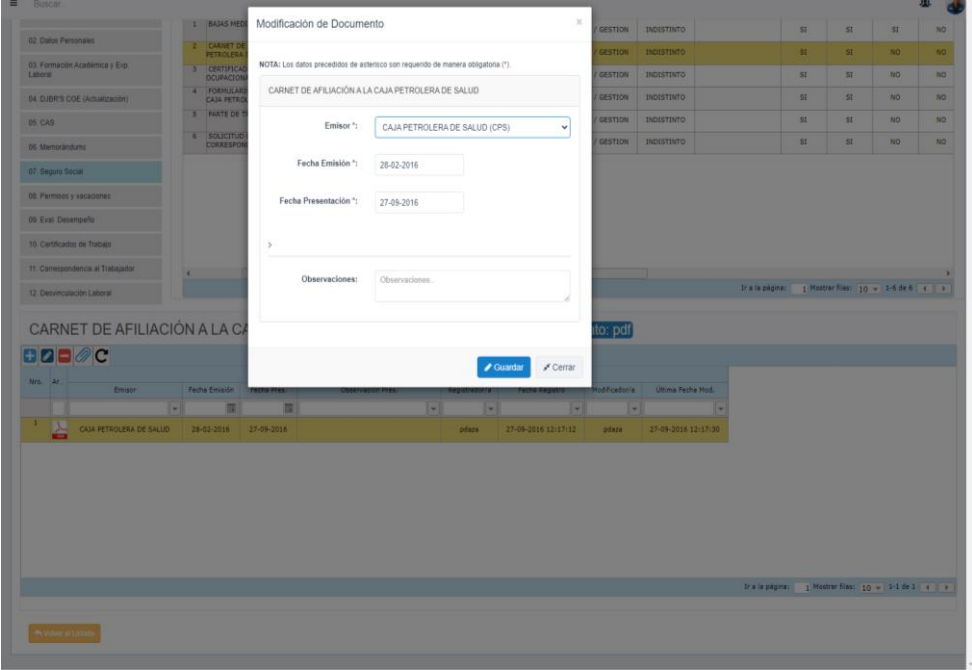 Buscar...
02. Datos Personales
03. Formación Académica y Exp.
Laboral
04. DJBR'S CGE (Actualización)
05. CAS
06. Memorándums
07. Seguro Social
08. Permisos y vacaciones
09. Eval. Desempeño
10. Certificados de Trabajo
11. Correspondencia al Trabajador
12. Desvinculación Laboral
1 BAJAS MEDI / GESTION INDISTINTO SI SI SI NO
2 CARNET DE
PETROLERA SI SI NO NO
3 CERTIFICAD
OCUPACION / GESTION INDISTINTO SI SI NO NO
4 FORMULARI
CAJA PETROL / GESTION INDISTINTO SI SI NO NO
5 PARTE DE T / GESTION INDISTINTO SI SI NO NO
6 SOLICITUD
CORRESPON / GESTION INDISTINTO SI SI NO NO
Ir a la página: 1 Mostrar filas: 10 1-6 de 6
Modificación de Documento ×
NOTA: Los datos precedidos de asterisco son requerido de manera obligatoria (*).
CARNET DE AFILIACIÓN A LA CAJA PETROLERA DE SALUD
Emisor *: CAJA PETROLERA DE SALUD (CPS)
Fecha Emisión *: 28-02-2016
Fecha Presentación *: 27-09-2016
>
Observaciones: Observaciones..
Guardar Cerrar
CARNET DE AFILIACIÓN A LA CA nto: pdf
Nro. Ar. Emisor Fecha Emisión Fecha Pres. Observación Pres. Registrador/a Fecha Registro Modificador/a Última Fecha Mod.
1 CAJA PETROLERA DE SALUD 28-02-2016 27-09-2016 pdaza 27-09-2016 12:17:12 pdaza 27-09-2016 12:17:30
Ir a la página: 1 Mostrar filas: 10 1-1 de 1
Volver al Listado